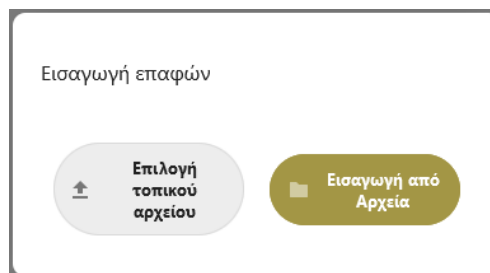 Εισαγωγή επαφών
Επιλογή
τοπικού
αρχείου
Εισαγωγή από
Αρχεία